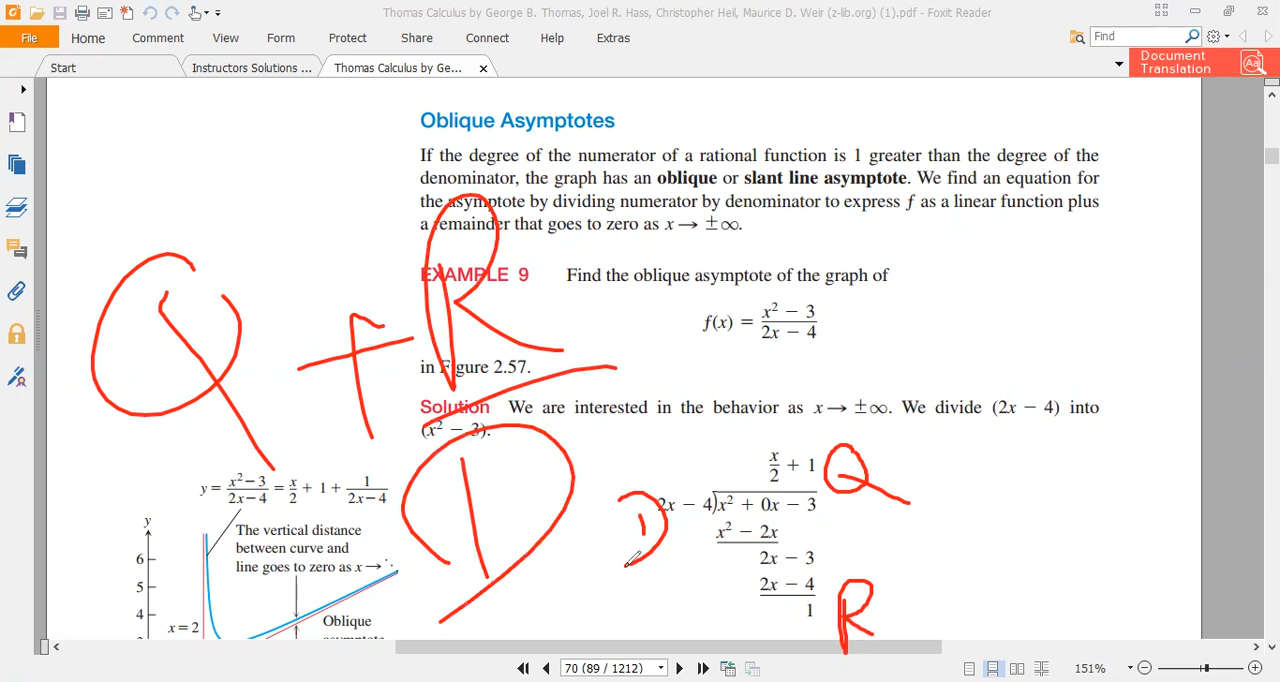 Thomas Calculus by George B. Thomas, Joel R. Hass, Christopher Heil, Maurice D. Weir (z-lib.org) (1).pdf - Foxit Reader
File Home Comment View Form Protect Share Connect Help Extras
Find
Start
Instructors Solutions ...
Thomas Calculus by Ge...
Document
Translation
Oblique Asymptotes
If the degree of the numerator of a rational function is 1 greater than the degree of the
denominator, the graph has an oblique or slant line asymptote. We find an equation for
the asymptote by dividing numerator by denominator to express f as a linear function plus
a remainder that goes to zero as x → ±∞.
EXAMPLE 9 Find the oblique asymptote of the graph of
f(x) = (x² − 3)/(2x − 4)
in Figure 2.57.
Solution We are interested in the behavior as x → ±∞. We divide (2x − 4) into
(x² − 3).
Q + R/D
x/2 + 1 Q
D 2x − 4)x² + 0x − 3
x² − 2x
2x − 3
2x − 4
1 R
y = (x² − 3)/(2x − 4) = x/2 + 1 + 1/(2x − 4)
The vertical distance
between curve and
line goes to zero as x →
y
6
5
4
x = 2
Oblique
70 (89 / 1212)
151%